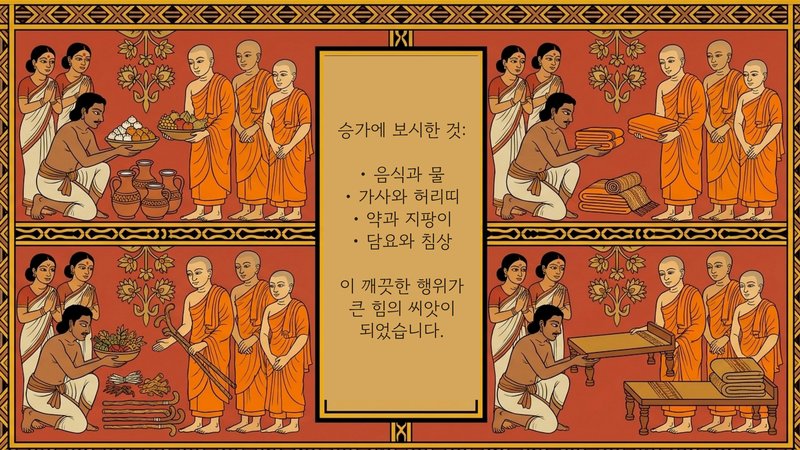 승가에 보시한 것:
• 음식과 물
• 가사와 허리띠
• 약과 지팡이
• 담요와 침상
이 깨끗한 행위가
큰 힘의 씨앗이
되었습니다.